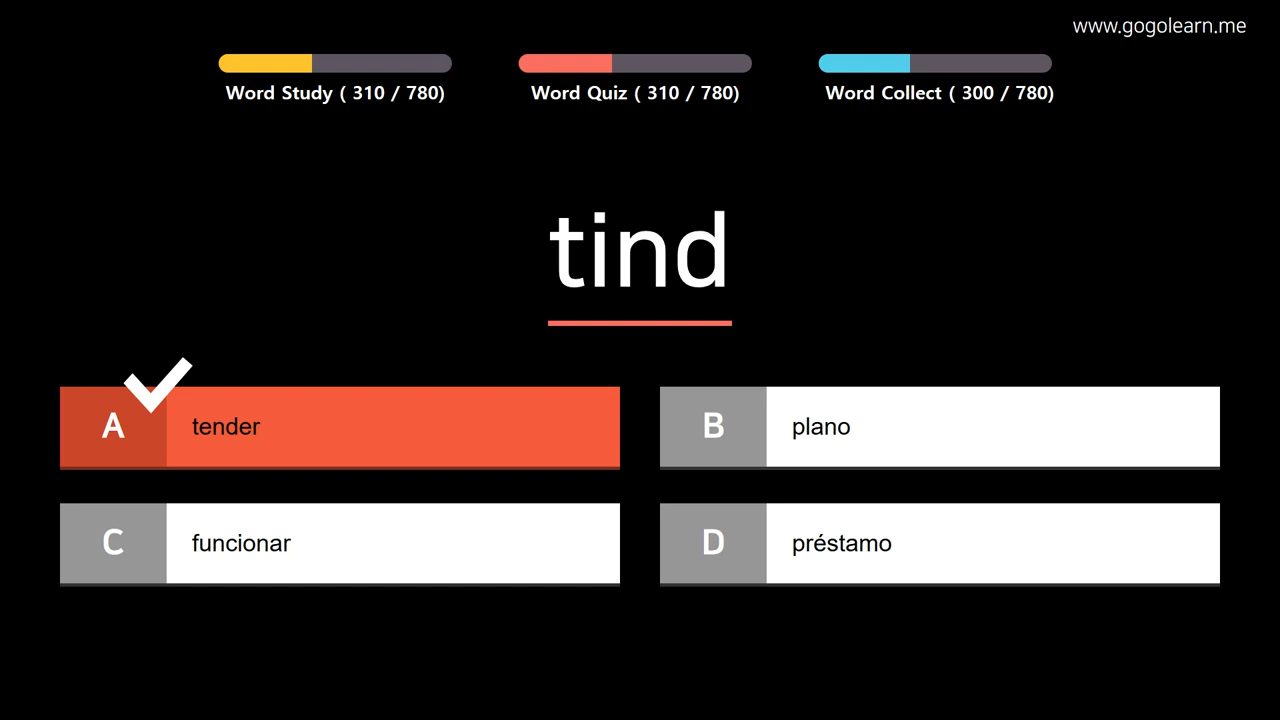 www.gogolearn.me
Word Study ( 310 / 780)
Word Quiz ( 310 / 780)
Word Collect ( 300 / 780)
tind
A tender
B plano
C funcionar
D préstamo